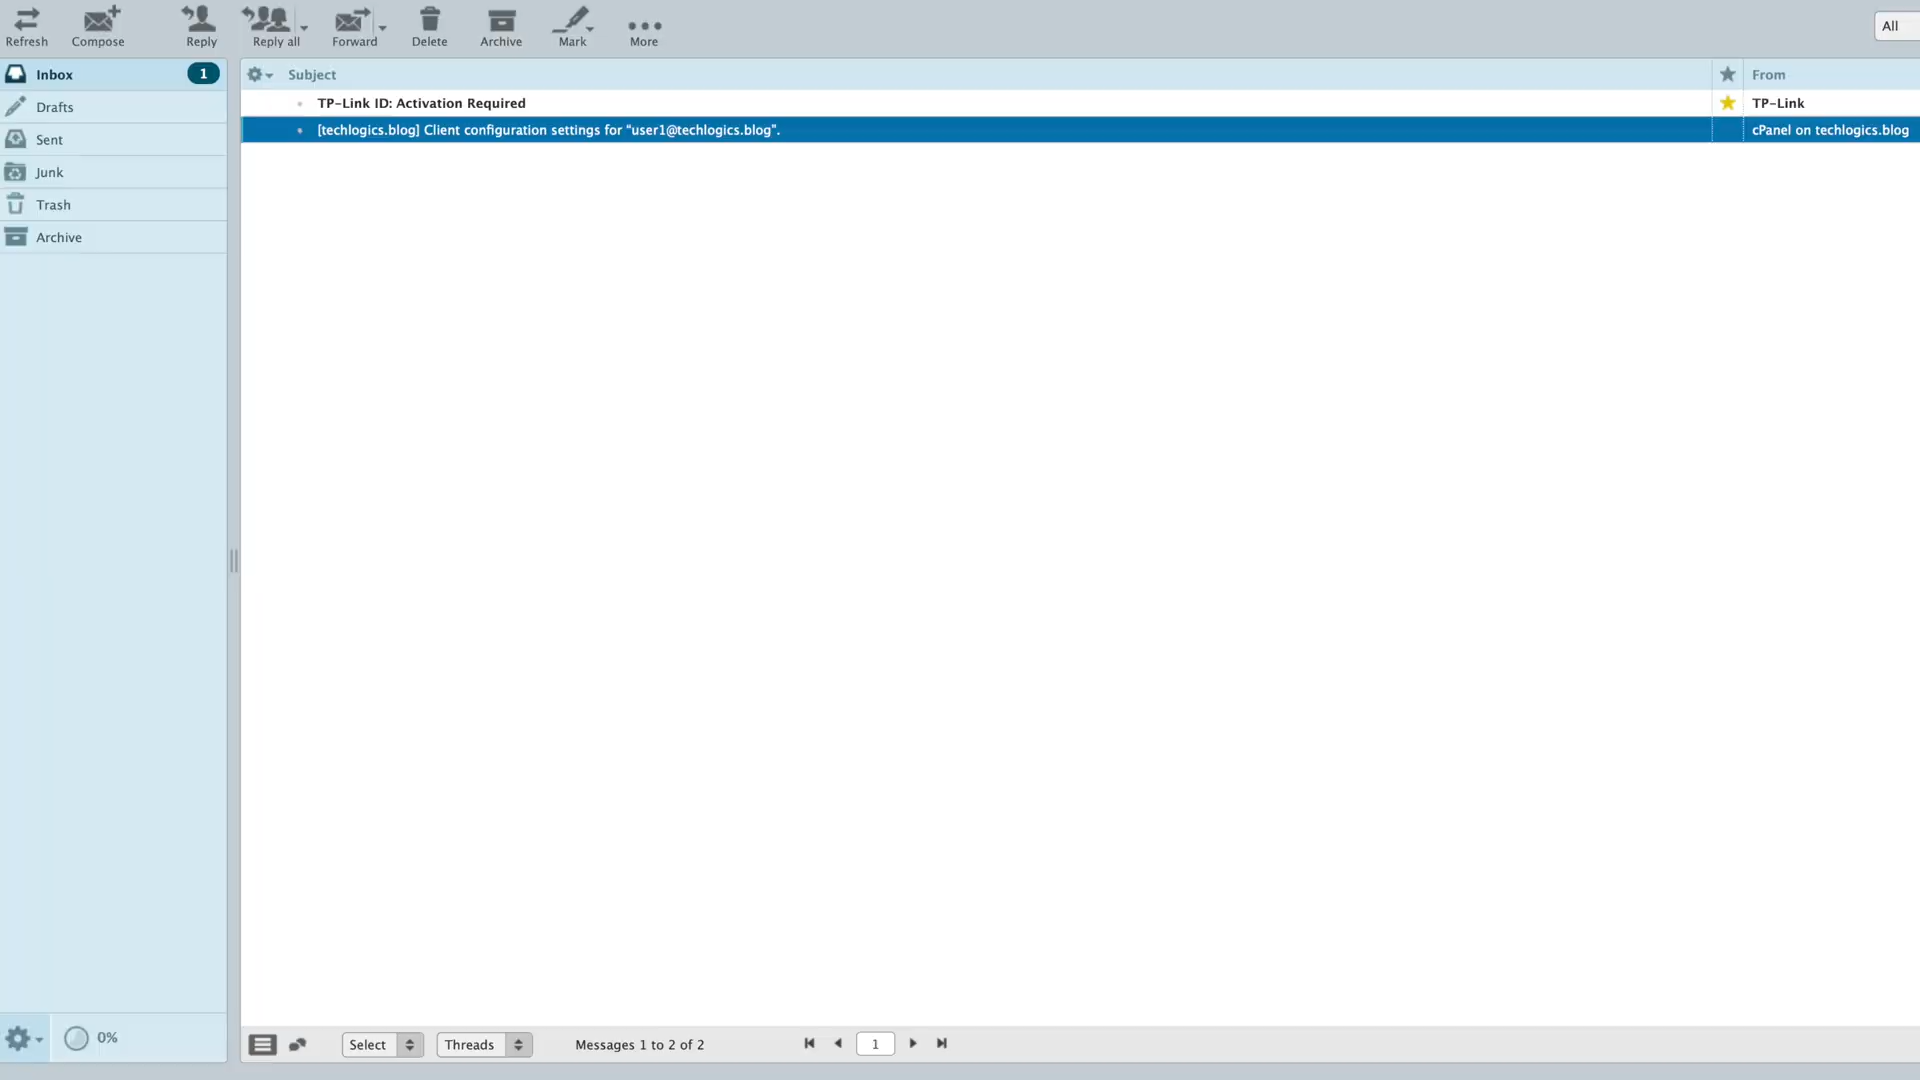 Refresh Compose Reply Reply all Forward Delete Archive Mark More All
Inbox 1
Drafts
Sent
Junk
Trash
Archive
Subject From
TP-Link ID: Activation Required TP-Link
[techlogics.blog] Client configuration settings for “user1@techlogics.blog”. cPanel on techlogics.blog
0% Select Threads Messages 1 to 2 of 2 1